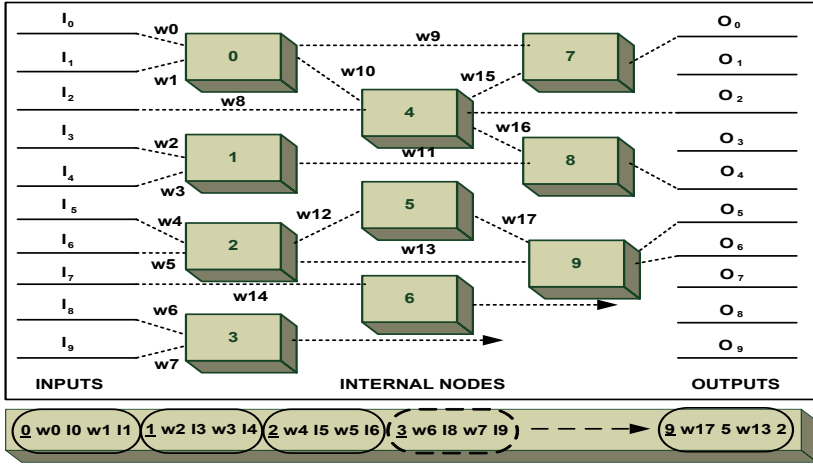 I0
w0
O0
I1
w1
0
w9
7
O1
w10
w15
I2
w8
4
O2
I3
w2
w16
O3
1
w11
8
I4
w3
O4
I5
w4
w12
5
w17
O5
I6
w5
2
w13
9
O6
I7
w14
6
O7
I8
w6
O8
3
I9
w7
O9
INPUTS INTERNAL NODES OUTPUTS
0 w0 I0 w1 I1 1 w2 I3 w3 I4 2 w4 I5 w5 I6 3 w6 I8 w7 I9 9 w17 5 w13 2